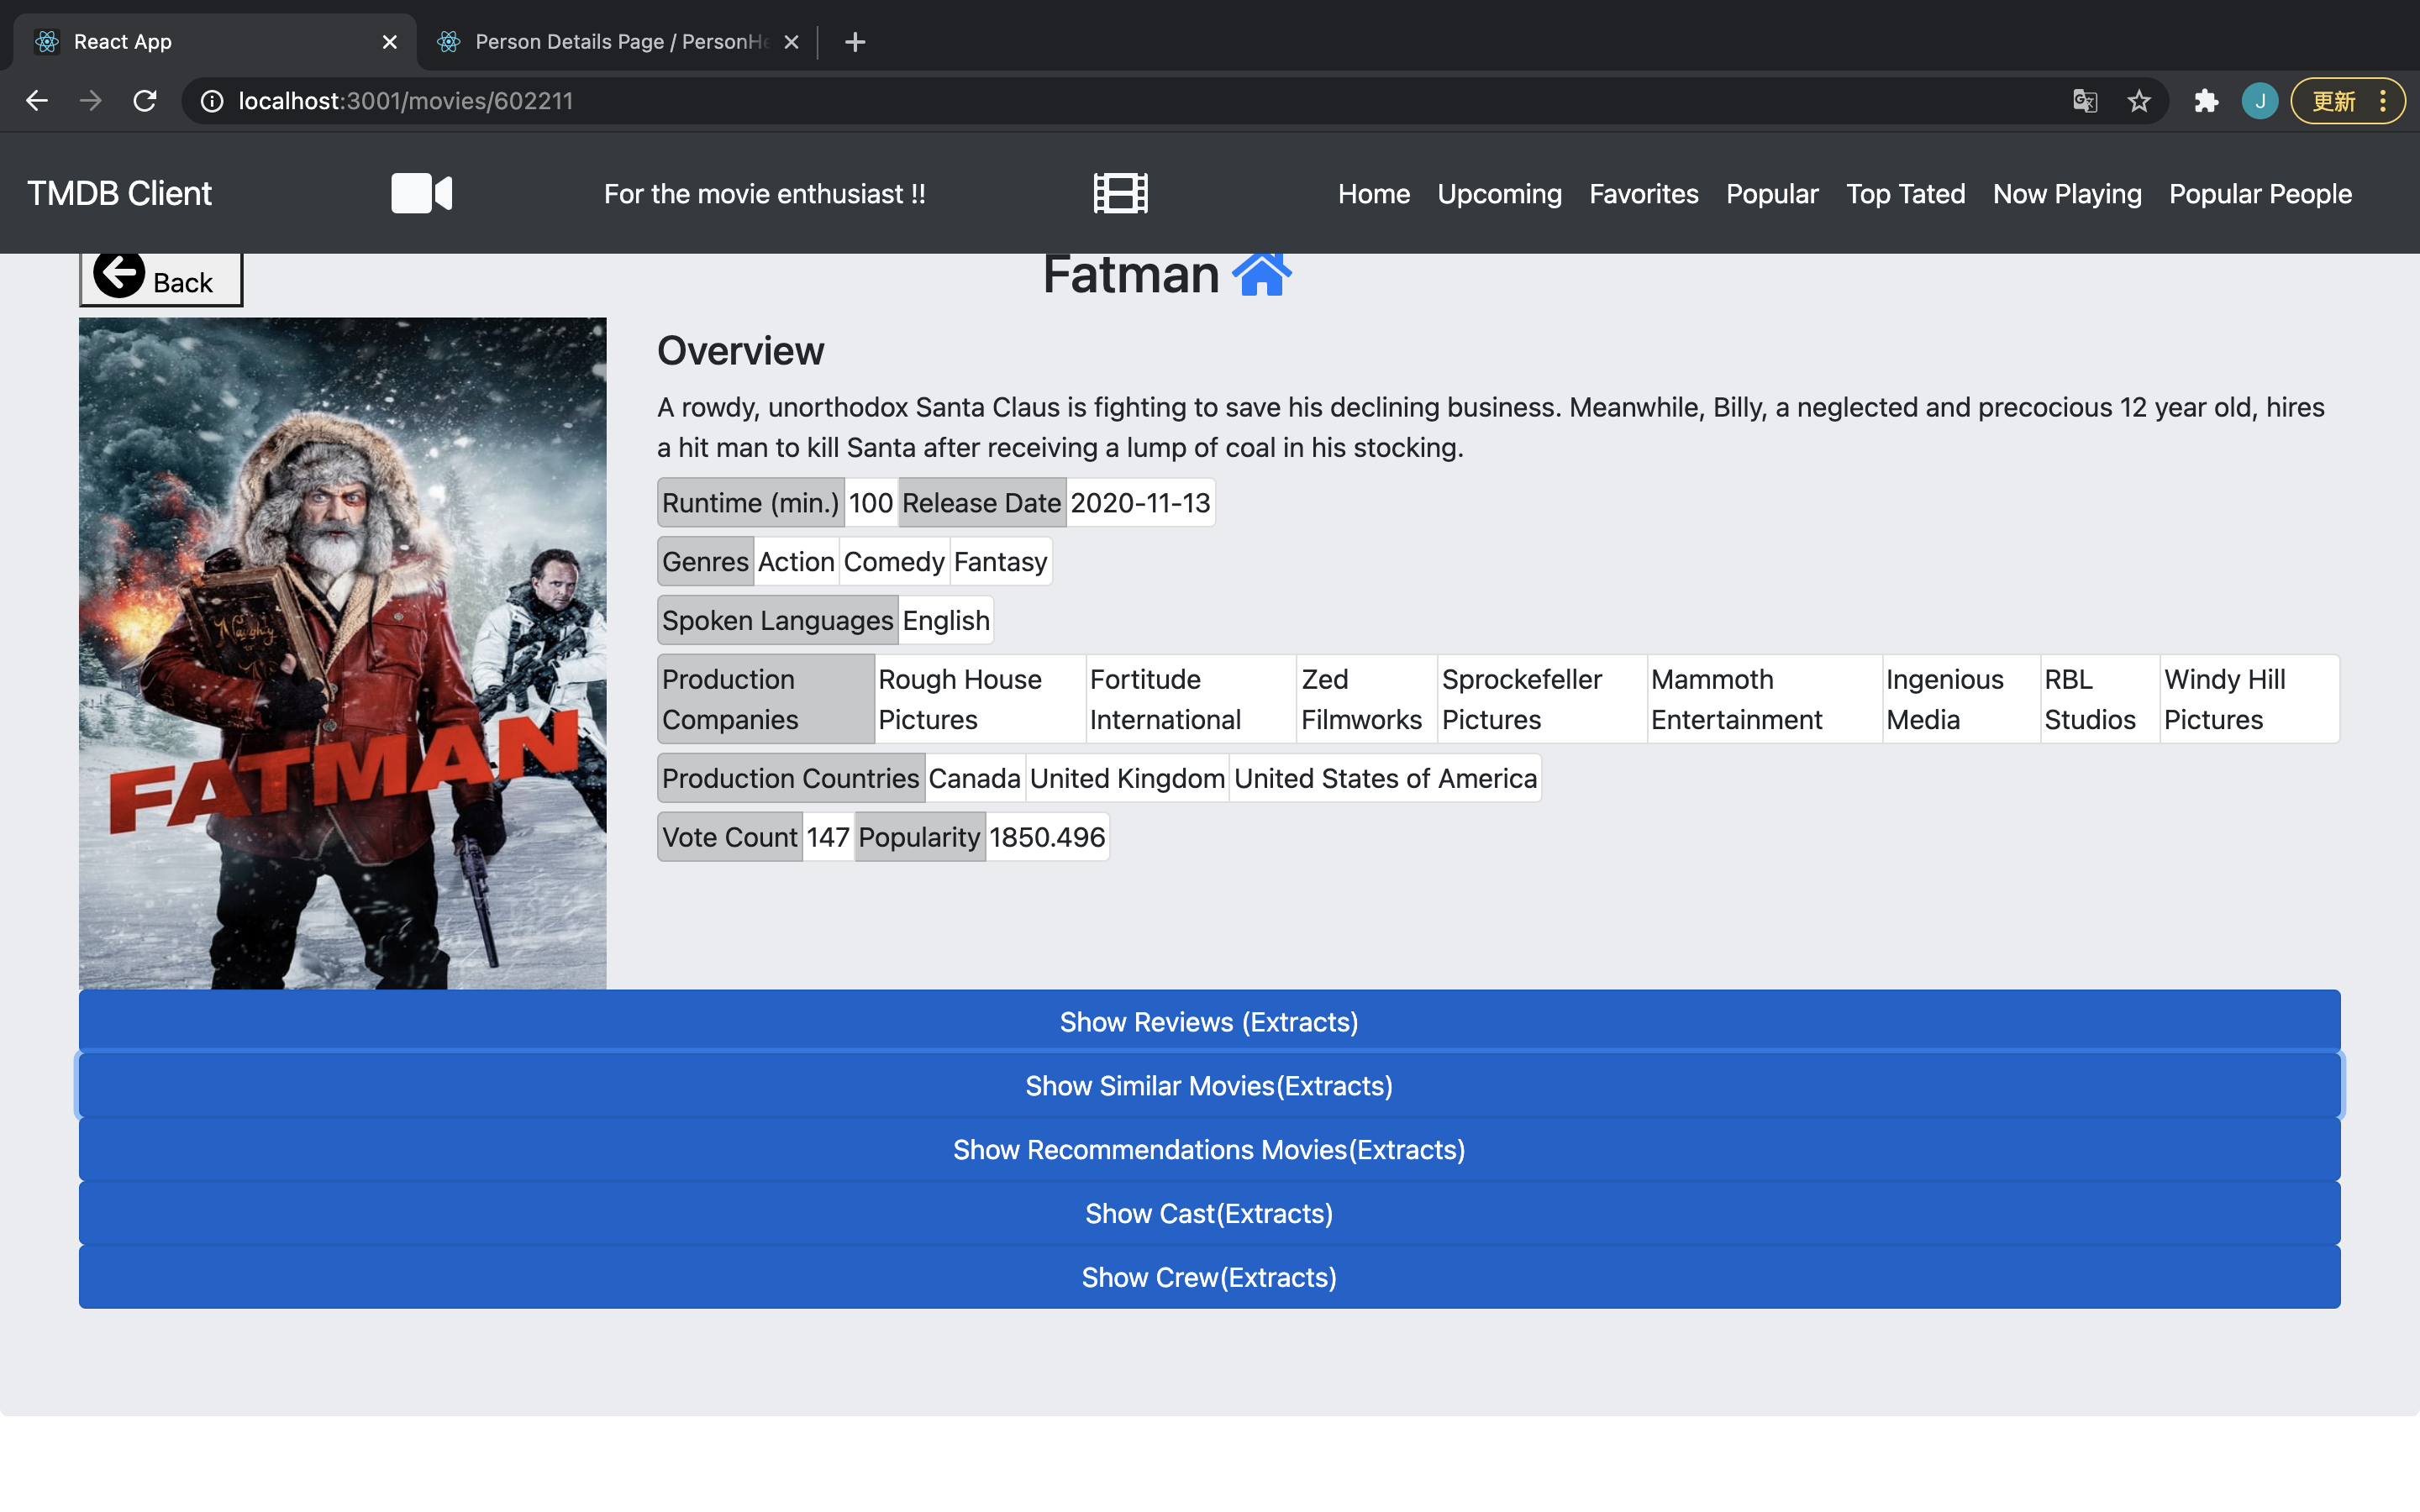 React App
Person Details Page / PersonHe
localhost:3001/movies/602211
J
更新
TMDB Client
For the movie enthusiast !!
Home Upcoming Favorites Popular Top Tated Now Playing Popular People
Back
Fatman
Overview
A rowdy, unorthodox Santa Claus is fighting to save his declining business. Meanwhile, Billy, a neglected and precocious 12 year old, hires
a hit man to kill Santa after receiving a lump of coal in his stocking.
Runtime (min.) 100 Release Date 2020-11-13
Genres Action Comedy Fantasy
Spoken Languages English
Production Companies
Rough House Pictures
Fortitude International
Zed Filmworks
Sprockefeller Pictures
Mammoth Entertainment
Ingenious Media
RBL Studios
Windy Hill Pictures
Production Countries Canada United Kingdom United States of America
Vote Count 147 Popularity 1850.496
Naughty
FATMAN
Show Reviews (Extracts)
Show Similar Movies(Extracts)
Show Recommendations Movies(Extracts)
Show Cast(Extracts)
Show Crew(Extracts)